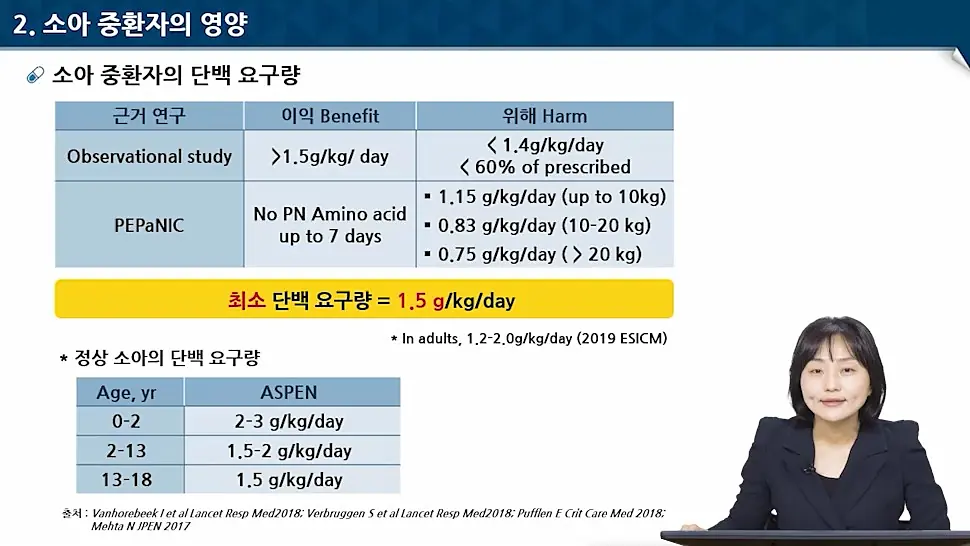 2. 소아 중환자의 영양
소아 중환자의 단백 요구량
근거 연구 이익 Benefit 위해 Harm
Observational study >1.5g/kg/ day < 1.4g/kg/day
< 60% of prescribed
PEPaNIC No PN Amino acid
up to 7 days
▪ 1.15 g/kg/day (up to 10kg)
▪ 0.83 g/kg/day (10-20 kg)
▪ 0.75 g/kg/day ( > 20 kg)
최소 단백 요구량 = 1.5 g/kg/day
* In adults, 1.2-2.0g/kg/day (2019 ESICM)
* 정상 소아의 단백 요구량
Age, yr ASPEN
0-2 2-3 g/kg/day
2-13 1.5-2 g/kg/day
13-18 1.5 g/kg/day
출처 : Vanhorebeek I et al Lancet Resp Med2018; Verbruggen S et al Lancet Resp Med2018; Pufflen E Crit Care Med 2018;
Mehta N JPEN 2017